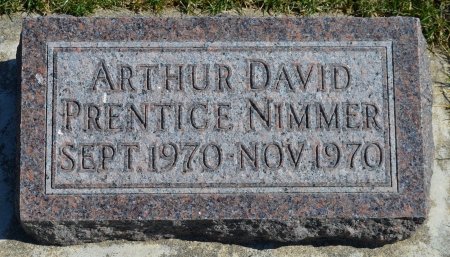 ARTHUR DAVID
PRENTICE NIMMER
SEPT. 1970 - NOV. 1970